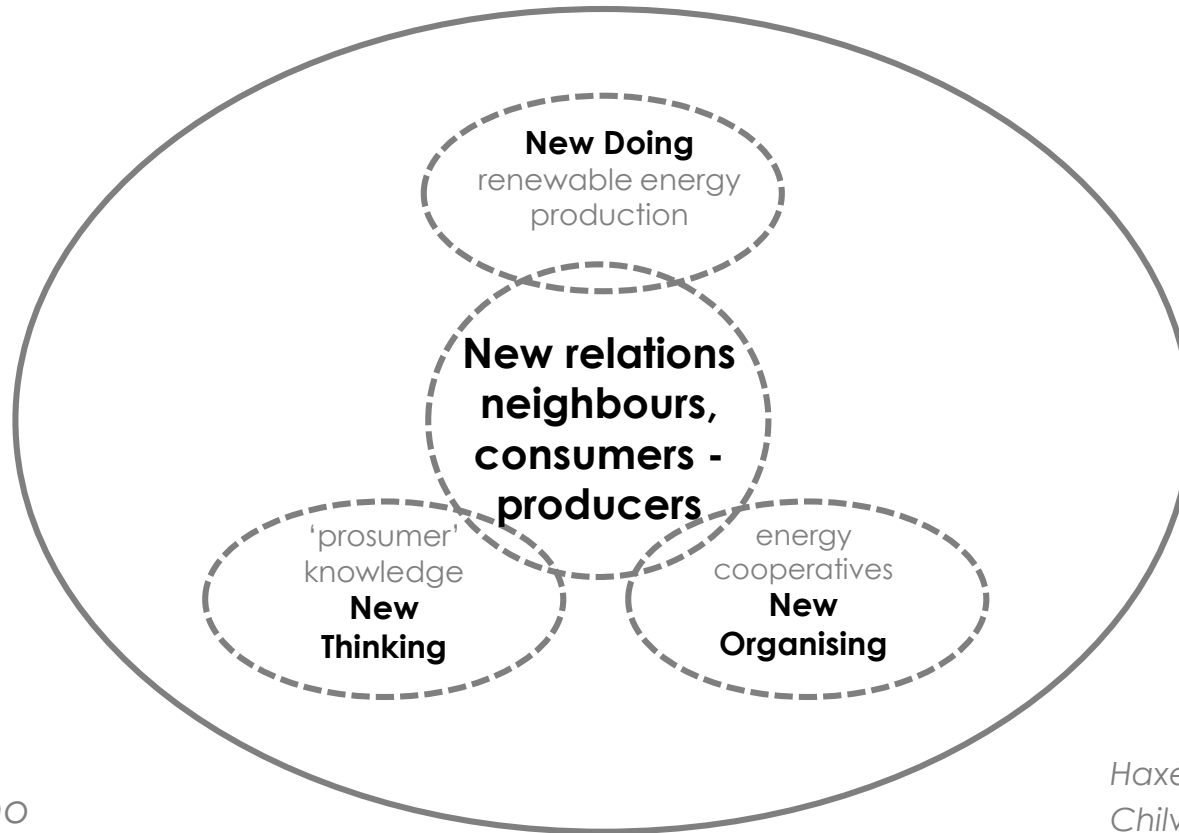 New Doing
renewable energy
production
New relations
neighbours,
consumers -
producers
'prosumer'
knowledge
New
Thinking
energy
cooperatives
New
Organising